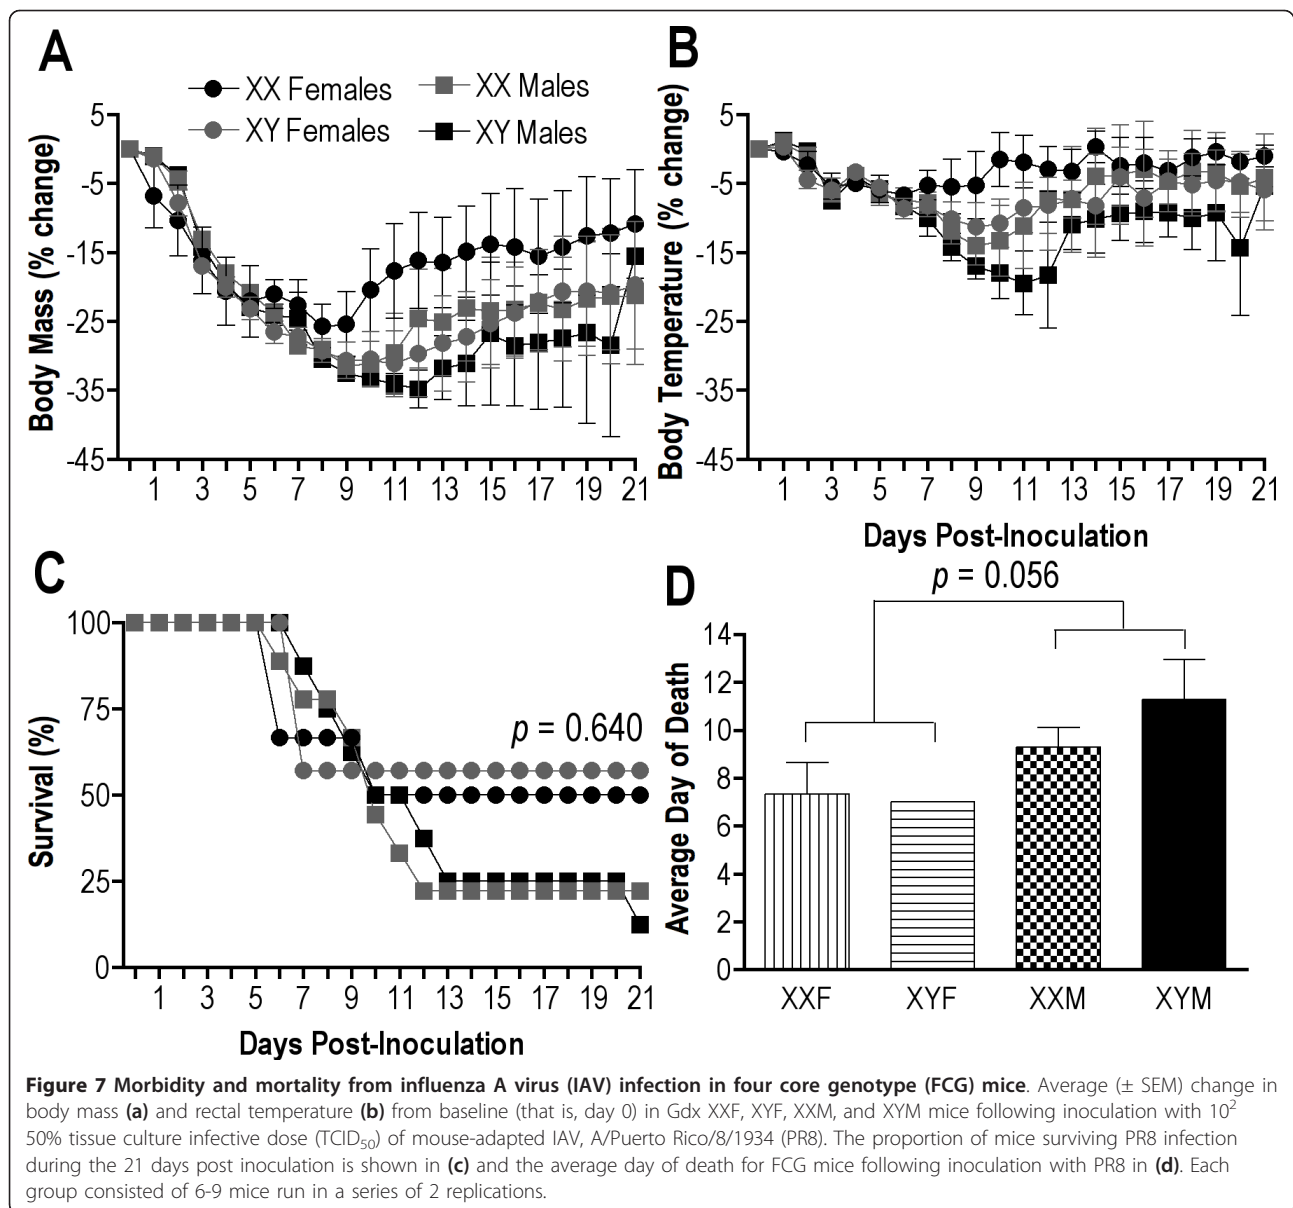 A
B
XX Females
XX Males
XY Females
XY Males
Body Mass (% change)
5
-5
-15
-25
-35
-45
1 3 5 7 9 11 13 15 17 19 21
Body Temperature (% change)
5
-5
-15
-25
-35
-45
1 3 5 7 9 11 13 15 17 19 21
Days Post-Inoculation
C
Survival (%)
100
75
50
25
0
p = 0.640
1 3 5 7 9 11 13 15 17 19 21
Days Post-Inoculation
D
p = 0.056
Average Day of Death
14
12
10
8
6
4
2
0
XXF XYF XXM XYM
Figure 7 Morbidity and mortality from influenza A virus (IAV) infection in four core genotype (FCG) mice. Average (± SEM) change in
body mass (a) and rectal temperature (b) from baseline (that is, day 0) in Gdx XXF, XYF, XXM, and XYM mice following inoculation with 10²
50% tissue culture infective dose (TCID₅₀) of mouse-adapted IAV, A/Puerto Rico/8/1934 (PR8). The proportion of mice surviving PR8 infection
during the 21 days post inoculation is shown in (c) and the average day of death for FCG mice following inoculation with PR8 in (d). Each
group consisted of 6-9 mice run in a series of 2 replications.